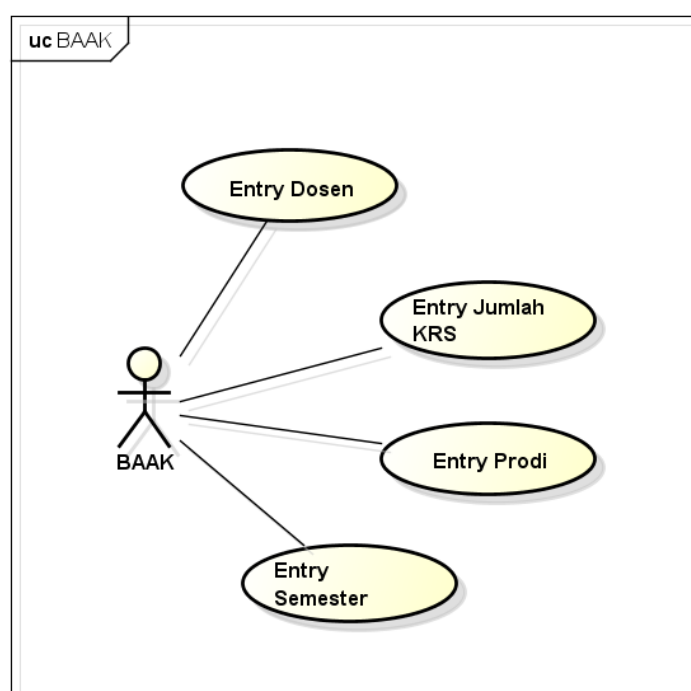 uc BAAK
Entry Dosen
Entry Jumlah
KRS
BAAK
Entry Prodi
Entry
Semester